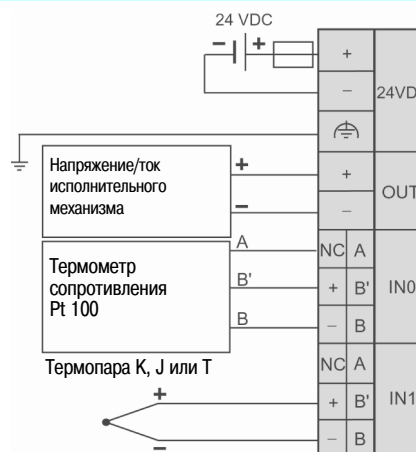 24 VDC
− +
+
−
24VD
Напряжение/ток
исполнительного
механизма
+
−
+
−
OUT
Термометр
сопротивления
Pt 100
A
B'
B
NC A
+ B'
− B
IN0
Термопара K, J или T
+
−
NC A
+ B'
− B
IN1